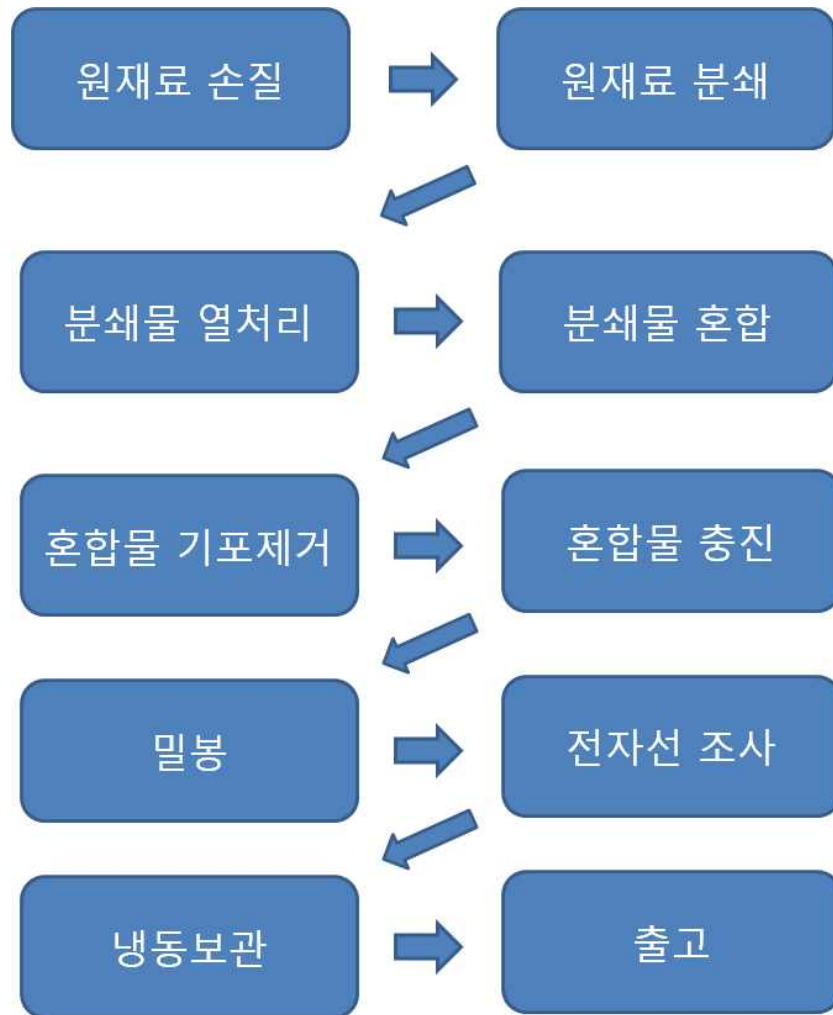 원재료 손질
원재료 분쇄
분쇄물 열처리
분쇄물 혼합
혼합물 기포제거
혼합물 충진
밀봉
전자선 조사
냉동보관
출고